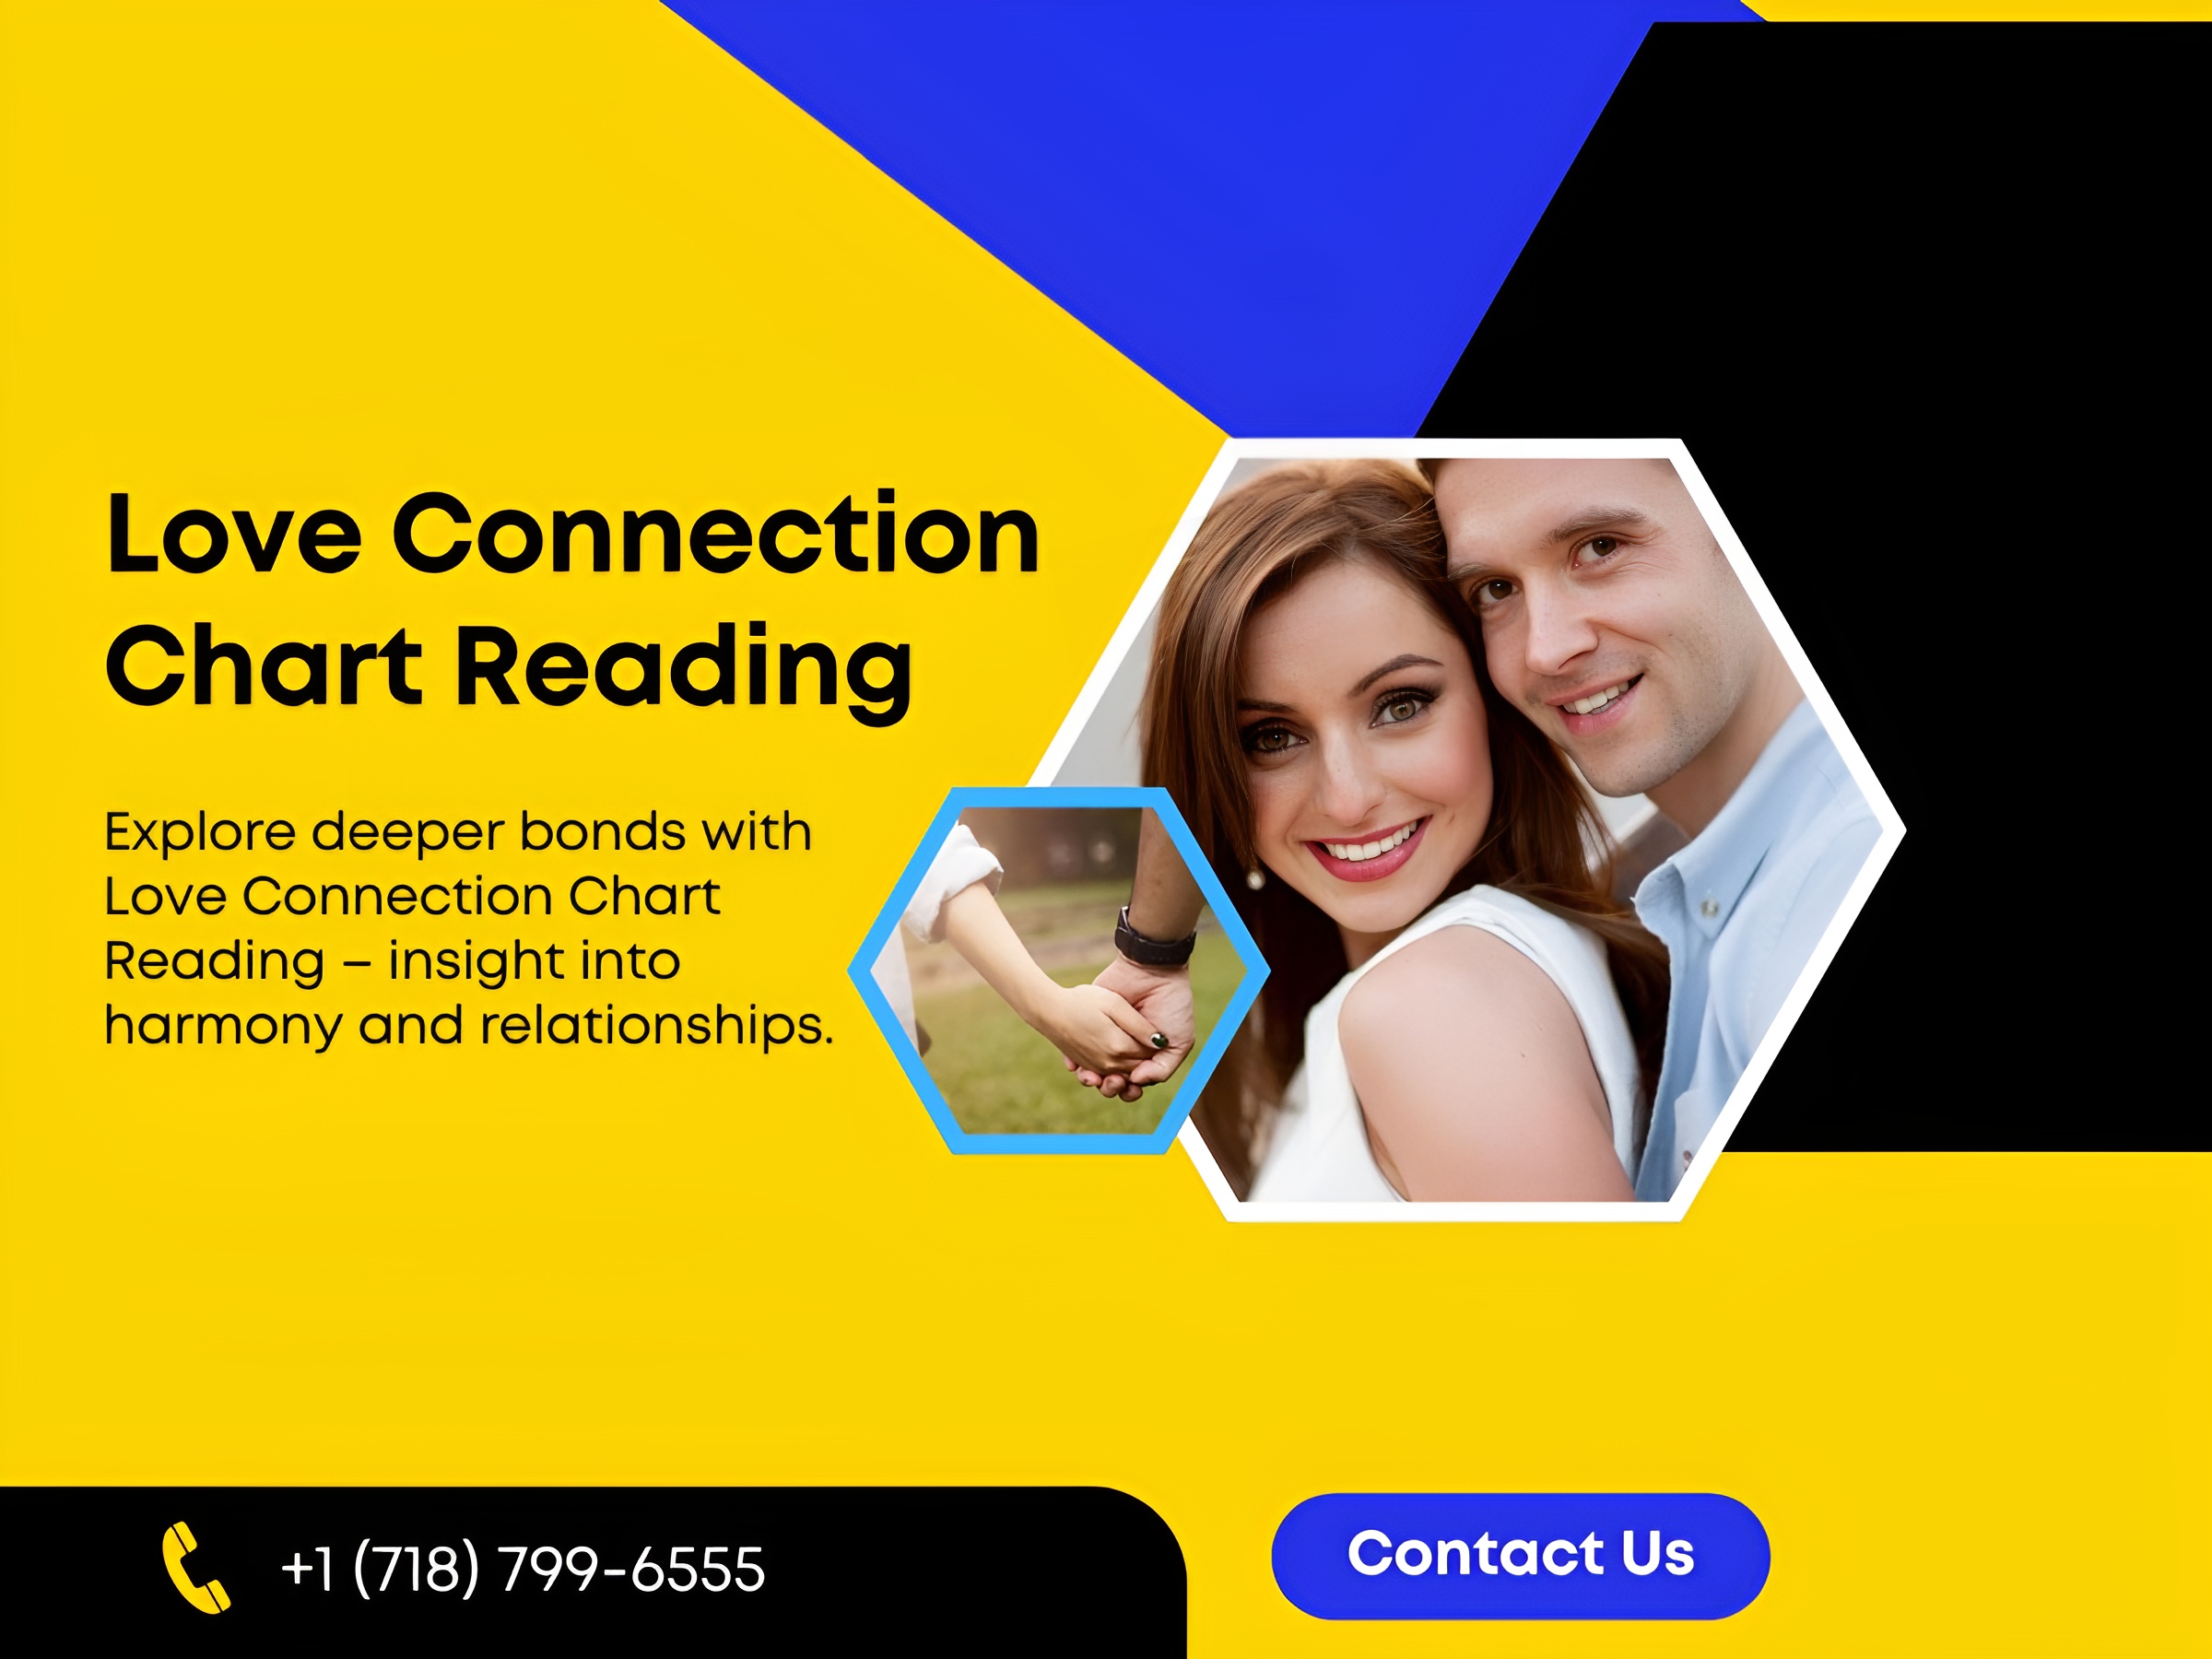 Love Connection
Chart Reading
Explore deeper bonds with
Love Connection Chart
Reading – insight into
harmony and relationships.
+1 (718) 799-6555
Contact Us